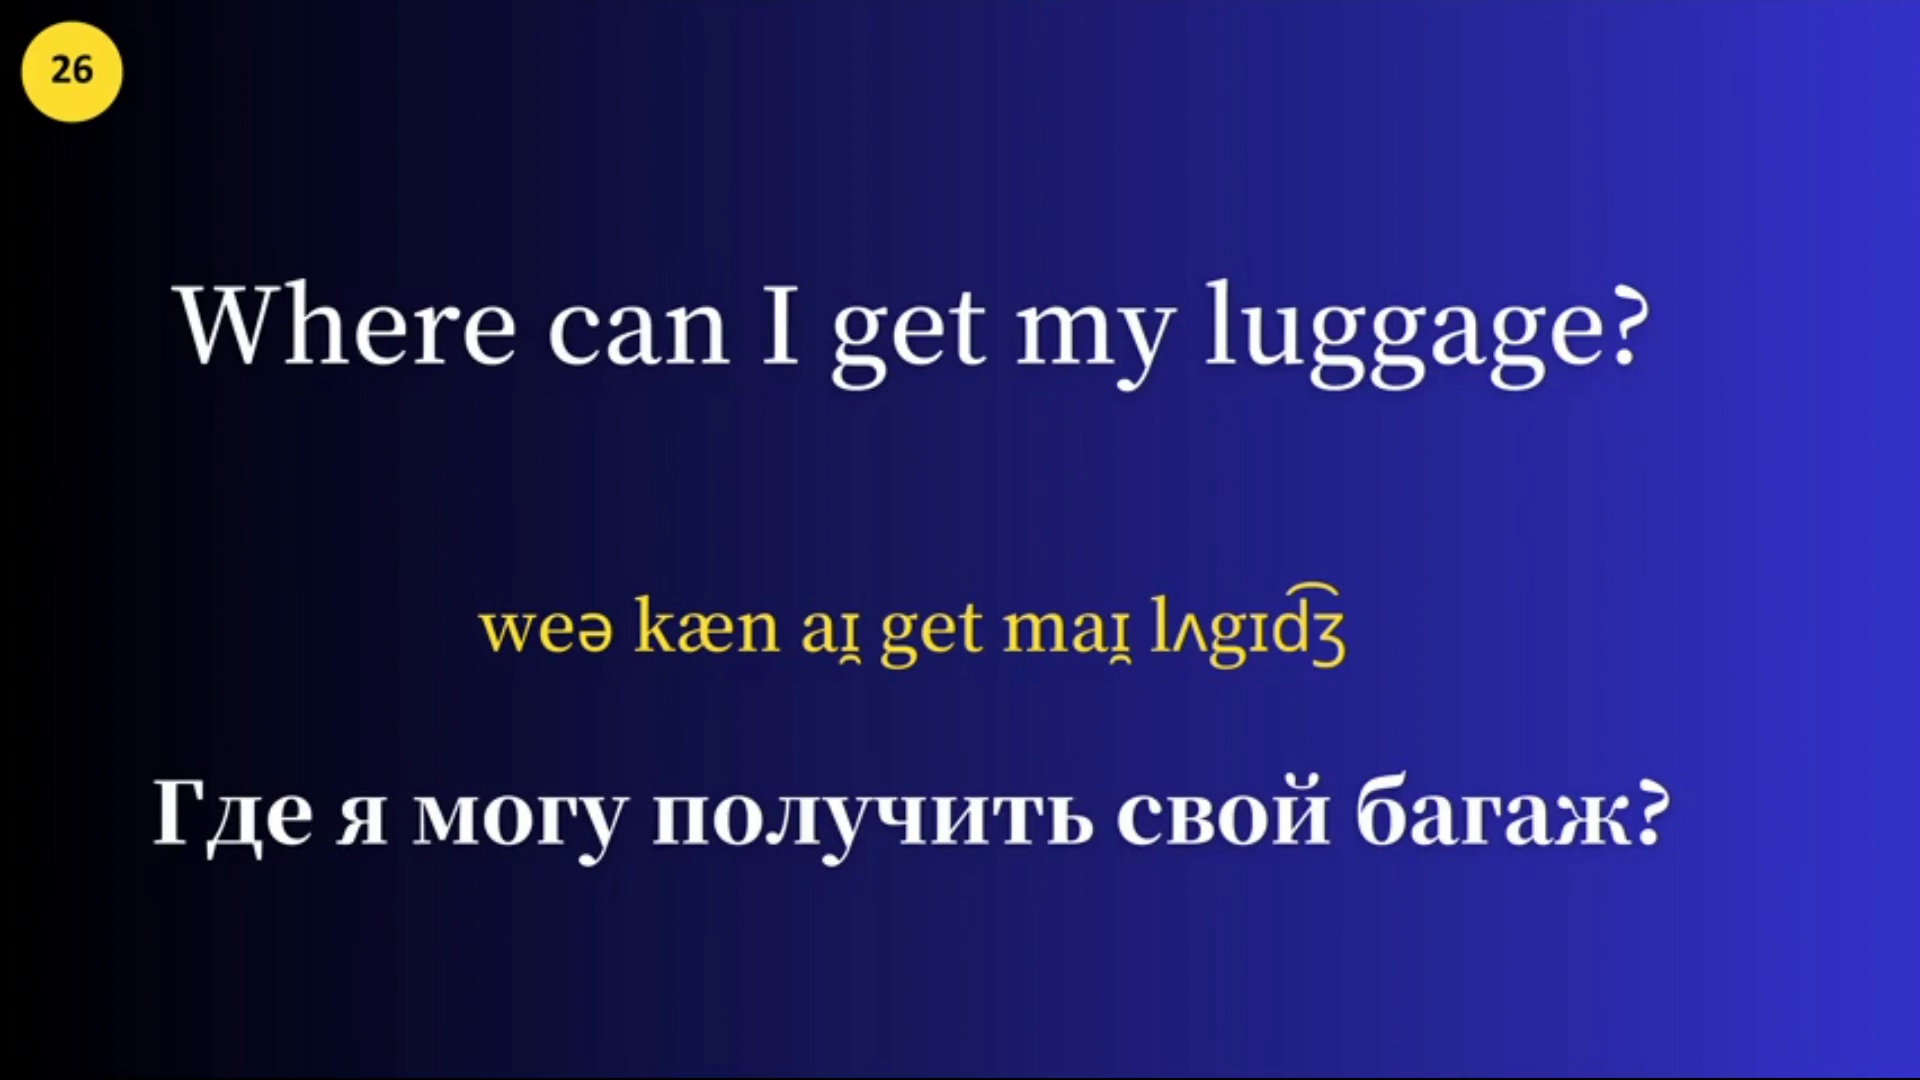 26
Where can I get my luggage?
weə kæn aɪ̯ get maɪ̯ lʌgɪd͡ʒ
Где я могу получить свой багаж?